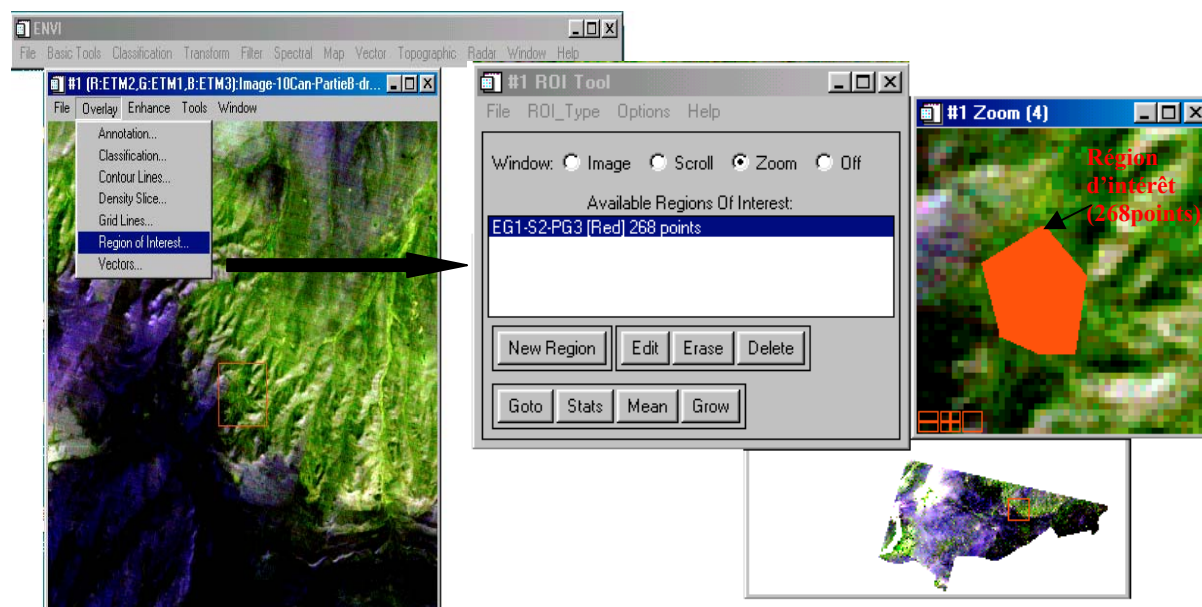 ENVI
File Basic Tools Classification Transform Filter Spectral Map Vector Topographic Radar Window Help
#1 (R:ETM2,G:ETM1,B:ETM3):Image-10Can-PartieB-dr...
File Overlay Enhance Tools Window
Annotation...
Classification...
Contour Lines...
Density Slice...
Grid Lines...
Region of Interest...
Vectors...
#1 ROI Tool
File ROI_Type Options Help
Window: Image Scroll Zoom Off
Available Regions Of Interest:
EG1-S2-PG3 [Red] 268 points
New Region Edit Erase Delete
Goto Stats Mean Grow
#1 Zoom (4)
Région
d'intérêt
(268points)